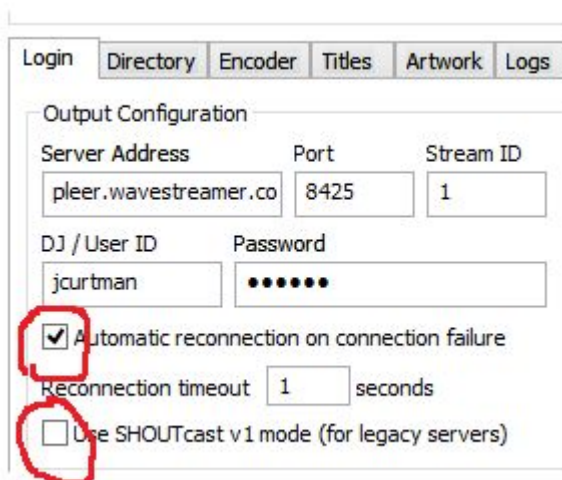 Login Directory Encoder Titles Artwork Logs
Output Configuration
Server Address Port Stream ID
pleer.wavestreamer.co 8425 1
DJ / User ID Password
jcurtman ••••••
Automatic reconnection on connection failure
Reconnection timeout 1 seconds
Use SHOUTcast v1 mode (for legacy servers)